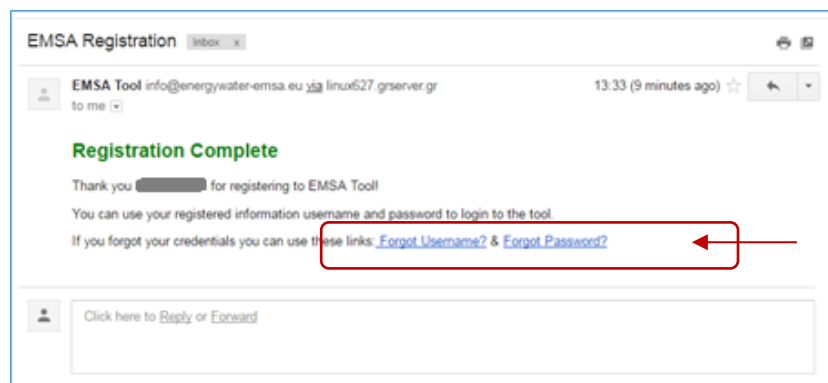 EMSA Registration Inbox x
EMSA Tool info@energywater-emsa.eu via linux627.grserver.gr 13:33 (9 minutes ago)
to me
Registration Complete
Thank you for registering to EMSA Tool!
You can use your registered information username and password to login to the tool.
If you forgot your credentials you can use these links: Forgot Username? & Forgot Password?
Click here to Reply or Forward